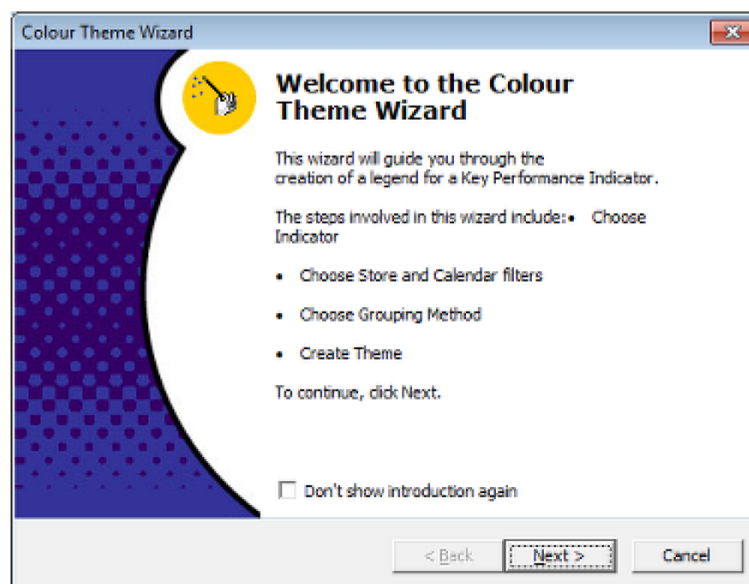 Colour Theme Wizard
Welcome to the Colour
Theme Wizard
This wizard will guide you through the
creation of a legend for a Key Performance Indicator.
The steps involved in this wizard include:• Choose
Indicator
• Choose Store and Calendar filters
• Choose Grouping Method
• Create Theme
To continue, click Next.
Don't show introduction again
< Back Next > Cancel